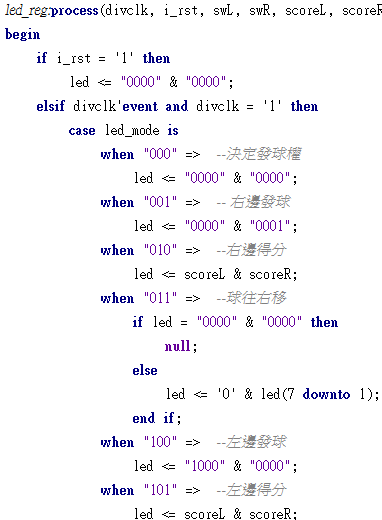 led_reg:process(divclk, i_rst, swL, swR, scoreL, scoreR
begin
    if i_rst = '1' then
        led <= "0000" & "0000";
    elsif divclk'event and divclk = '1' then
        case led_mode is
            when "000" =>  --決定發球權
                led <= "0000" & "0000";
            when "001" =>  -- 右邊發球
                led <= "0000" & "0001";
            when "010" =>  --右邊得分
                led <= scoreL & scoreR;
            when "011" =>  --球往右移
                if led = "0000" & "0000" then
                    null;
                else
                    led <= '0' & led(7 downto 1);
                end if;
            when "100" =>  --左邊發球
                led <= "1000" & "0000";
            when "101" =>  --左邊得分
                led <= scoreL & scoreR;